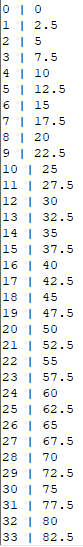 0 | 0
1 | 2.5
2 | 5
3 | 7.5
4 | 10
5 | 12.5
6 | 15
7 | 17.5
8 | 20
9 | 22.5
10 | 25
11 | 27.5
12 | 30
13 | 32.5
14 | 35
15 | 37.5
16 | 40
17 | 42.5
18 | 45
19 | 47.5
20 | 50
21 | 52.5
22 | 55
23 | 57.5
24 | 60
25 | 62.5
26 | 65
27 | 67.5
28 | 70
29 | 72.5
30 | 75
31 | 77.5
32 | 80
33 | 82.5